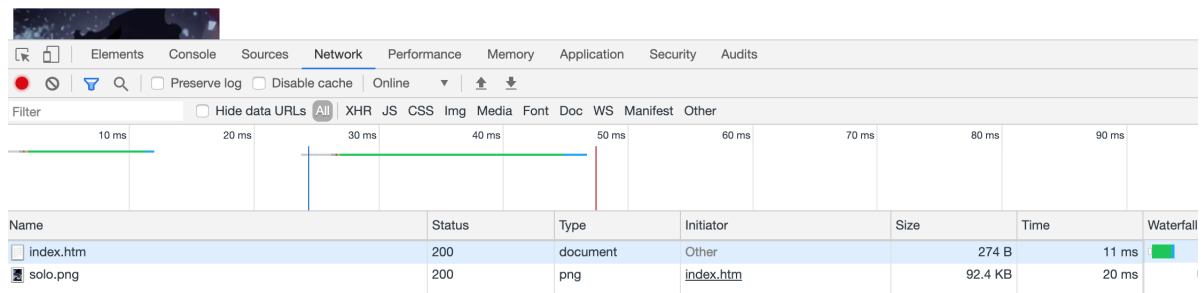 Elements Console Sources Network Performance Memory Application Security Audits
Preserve log Disable cache Online
Filter Hide data URLs All XHR JS CSS Img Media Font Doc WS Manifest Other
10 ms 20 ms 30 ms 40 ms 50 ms 60 ms 70 ms 80 ms 90 ms
Name Status Type Initiator Size Time Waterfall
index.htm 200 document Other 274 B 11 ms
solo.png 200 png index.htm 92.4 KB 20 ms